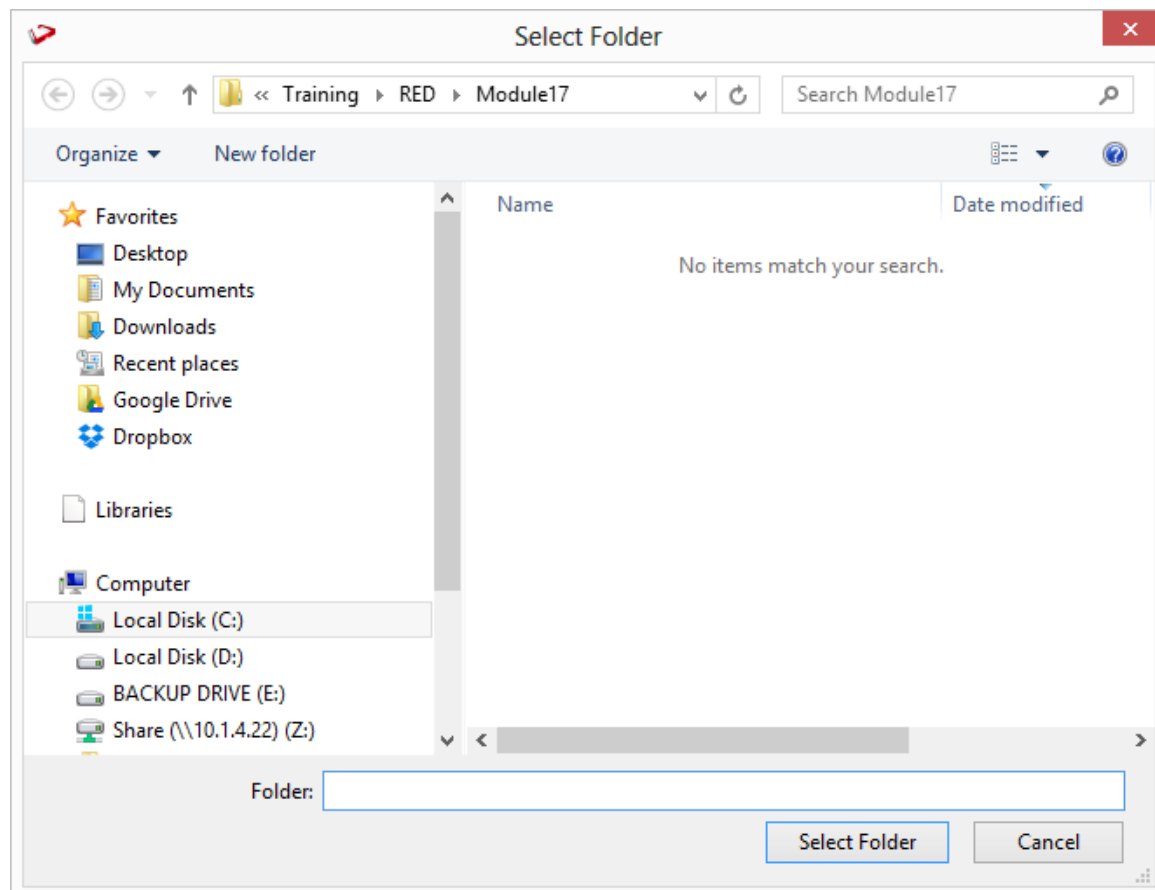 Select Folder
« Training RED Module17
Search Module17
Organize New folder
Name Date modified
No items match your search.
Favorites
Desktop
My Documents
Downloads
Recent places
Google Drive
Dropbox
Libraries
Computer
Local Disk (C:)
Local Disk (D:)
BACKUP DRIVE (E:)
Share (\\10.1.4.22) (Z:)
Folder:
Select Folder Cancel